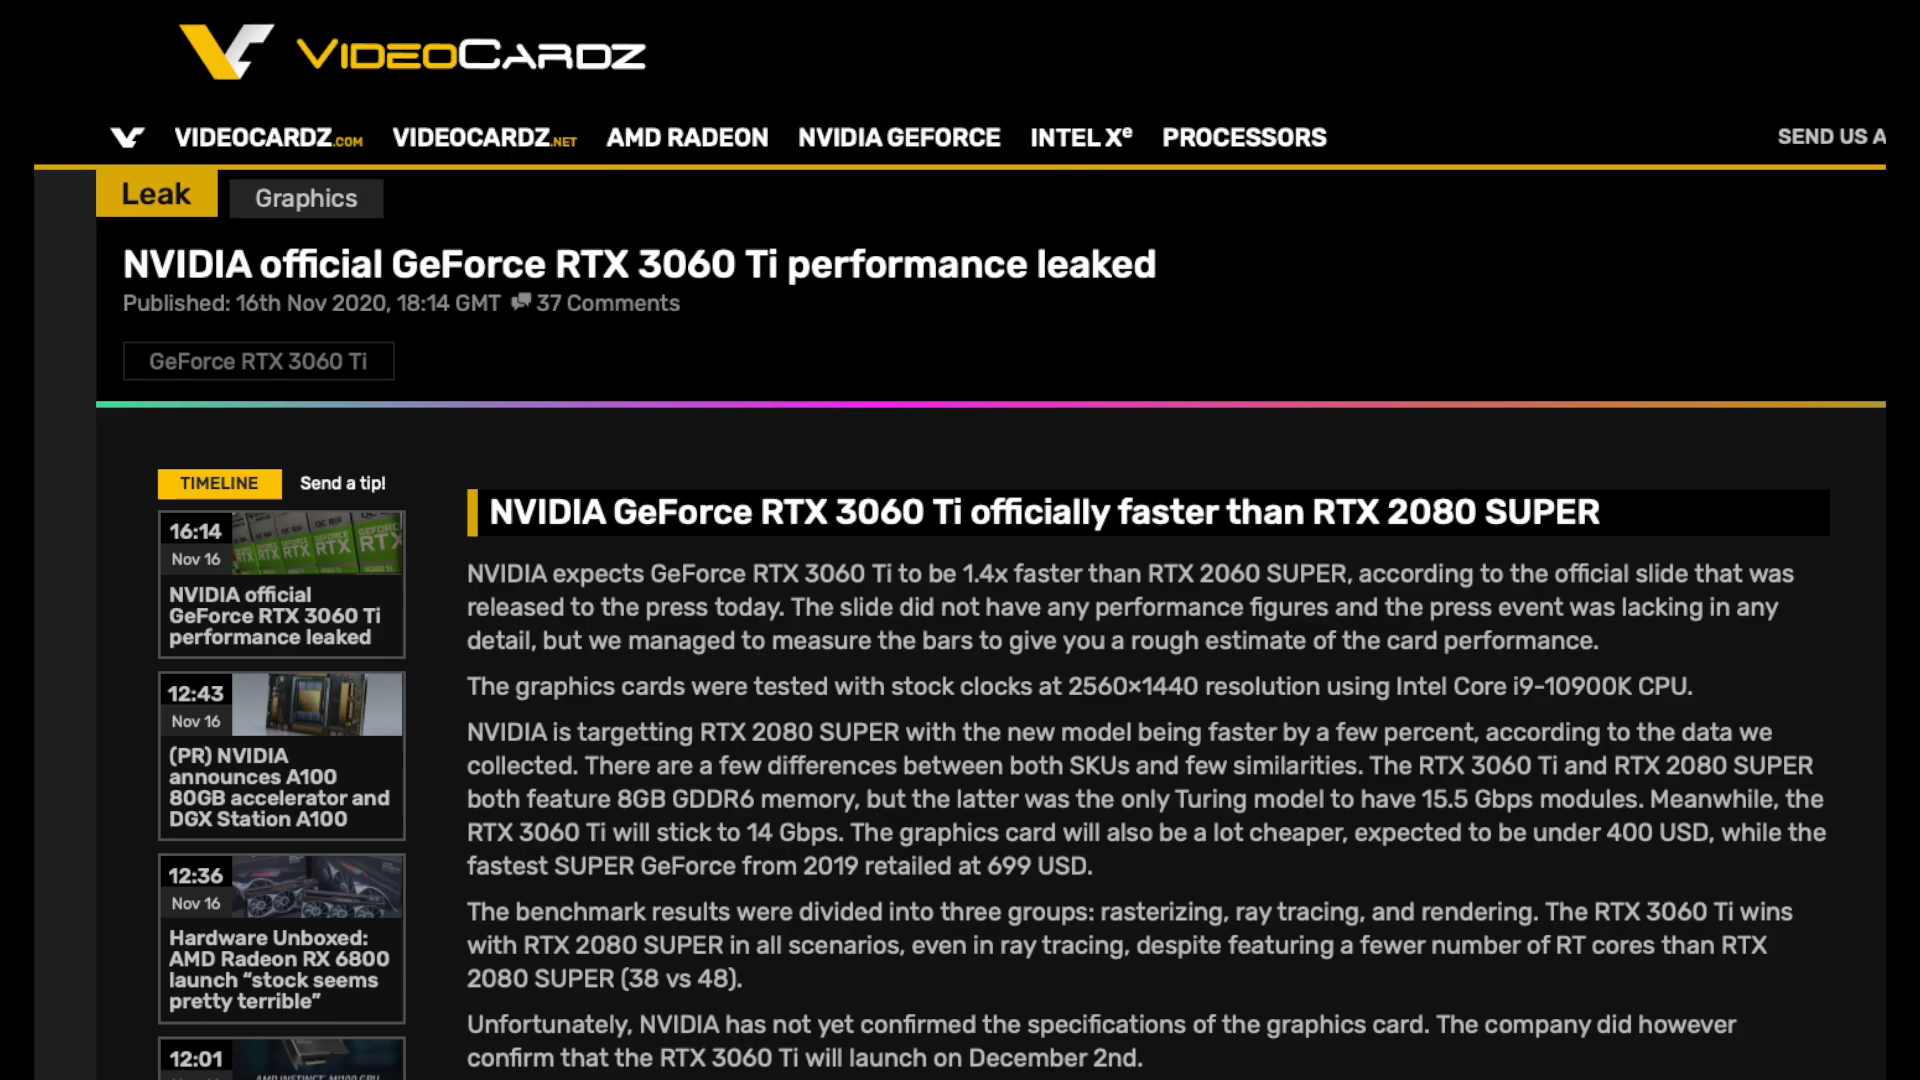 VIDEOCARDZ
VIDEOCARDZ.COM VIDEOCARDZ.NET AMD RADEON NVIDIA GEFORCE INTEL Xe PROCESSORS SEND US A
Leak Graphics
NVIDIA official GeForce RTX 3060 Ti performance leaked
Published: 16th Nov 2020, 18:14 GMT 37 Comments
GeForce RTX 3060 Ti
TIMELINE Send a tip!
16:14
Nov 16
NVIDIA official
GeForce RTX 3060 Ti
performance leaked
12:43
Nov 16
(PR) NVIDIA
announces A100
80GB accelerator and
DGX Station A100
12:36
Nov 16
Hardware Unboxed:
AMD Radeon RX 6800
launch “stock seems
pretty terrible”
12:01
NVIDIA GeForce RTX 3060 Ti officially faster than RTX 2080 SUPER
NVIDIA expects GeForce RTX 3060 Ti to be 1.4x faster than RTX 2060 SUPER, according to the official slide that was
released to the press today. The slide did not have any performance figures and the press event was lacking in any
detail, but we managed to measure the bars to give you a rough estimate of the card performance.
The graphics cards were tested with stock clocks at 2560×1440 resolution using Intel Core i9-10900K CPU.
NVIDIA is targetting RTX 2080 SUPER with the new model being faster by a few percent, according to the data we
collected. There are a few differences between both SKUs and few similarities. The RTX 3060 Ti and RTX 2080 SUPER
both feature 8GB GDDR6 memory, but the latter was the only Turing model to have 15.5 Gbps modules. Meanwhile, the
RTX 3060 Ti will stick to 14 Gbps. The graphics card will also be a lot cheaper, expected to be under 400 USD, while the
fastest SUPER GeForce from 2019 retailed at 699 USD.
The benchmark results were divided into three groups: rasterizing, ray tracing, and rendering. The RTX 3060 Ti wins
with RTX 2080 SUPER in all scenarios, even in ray tracing, despite featuring a fewer number of RT cores than RTX
2080 SUPER (38 vs 48).
Unfortunately, NVIDIA has not yet confirmed the specifications of the graphics card. The company did however
confirm that the RTX 3060 Ti will launch on December 2nd.